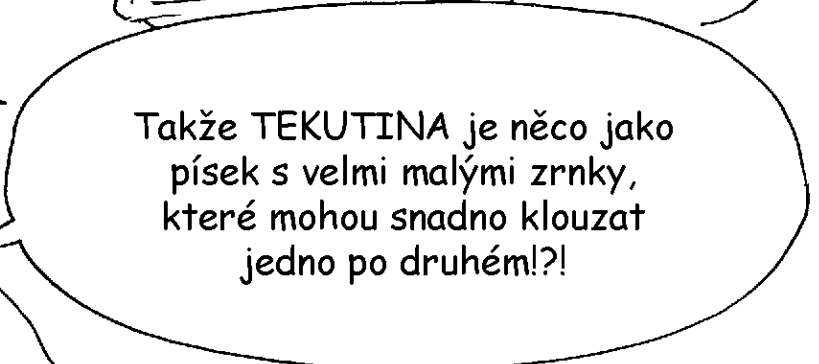 Takže TEKUTINA je něco jako
písek s velmi malými zrnky,
které mohou snadno klouzat
jedno po druhém!?!